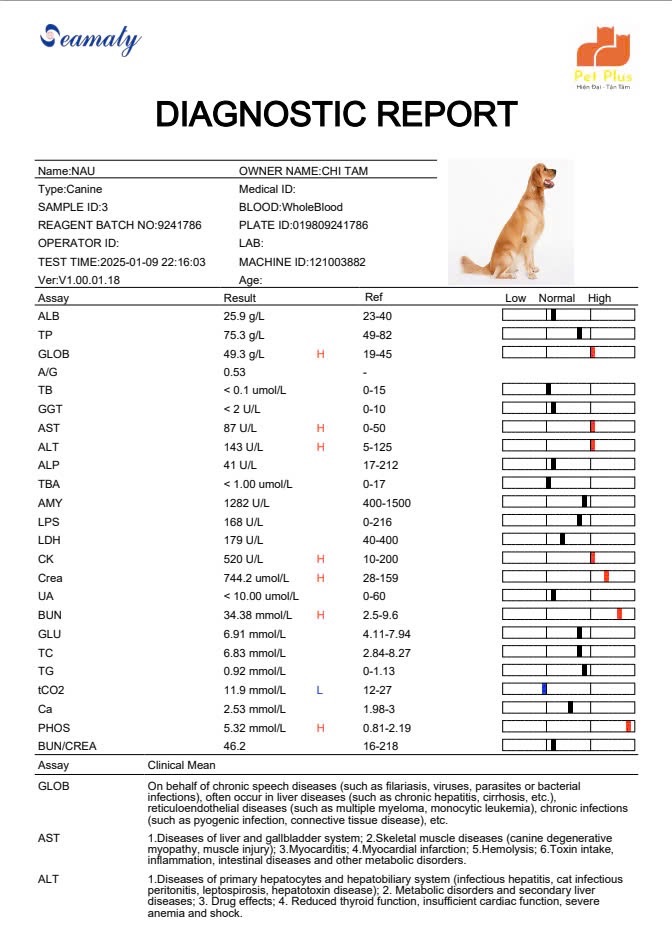 Seamaty
Pet Plus
Hiện Đại - Tận Tâm
DIAGNOSTIC REPORT
Name:NAU OWNER NAME:CHI TAM
Type:Canine Medical ID:
SAMPLE ID:3 BLOOD:WholeBlood
REAGENT BATCH NO:9241786 PLATE ID:019809241786
OPERATOR ID: LAB:
TEST TIME:2025-01-09 22:16:03 MACHINE ID:121003882
Ver:V1.00.01.18 Age:
Assay Result Ref Low Normal High
ALB 25.9 g/L 23-40
TP 75.3 g/L 49-82
GLOB 49.3 g/L H 19-45
A/G 0.53 -
TB < 0.1 umol/L 0-15
GGT < 2 U/L 0-10
AST 87 U/L H 0-50
ALT 143 U/L H 5-125
ALP 41 U/L 17-212
TBA < 1.00 umol/L 0-17
AMY 1282 U/L 400-1500
LPS 168 U/L 0-216
LDH 179 U/L 40-400
CK 520 U/L H 10-200
Crea 744.2 umol/L H 28-159
UA < 10.00 umol/L 0-60
BUN 34.38 mmol/L H 2.5-9.6
GLU 6.91 mmol/L 4.11-7.94
TC 6.83 mmol/L 2.84-8.27
TG 0.92 mmol/L 0-1.13
tCO2 11.9 mmol/L L 12-27
Ca 2.53 mmol/L 1.98-3
PHOS 5.32 mmol/L H 0.81-2.19
BUN/CREA 46.2 16-218
Assay Clinical Mean
GLOB On behalf of chronic speech diseases (such as filariasis, viruses, parasites or bacterial
infections), often occur in liver diseases (such as chronic hepatitis, cirrhosis, etc.),
reticuloendothelial diseases (such as multiple myeloma, monocytic leukemia), chronic infections
(such as pyogenic infection, connective tissue disease), etc.
AST 1.Diseases of liver and gallbladder system; 2.Skeletal muscle diseases (canine degenerative
myopathy, muscle injury); 3.Myocarditis; 4.Myocardial infarction; 5.Hemolysis; 6.Toxin intake,
inflammation, intestinal diseases and other metabolic disorders.
ALT 1.Diseases of primary hepatocytes and hepatobiliary system (infectious hepatitis, cat infectious
peritonitis, leptospirosis, hepatotoxin disease); 2. Metabolic disorders and secondary liver
diseases; 3. Drug effects; 4. Reduced thyroid function, insufficient cardiac function, severe
anemia and shock.